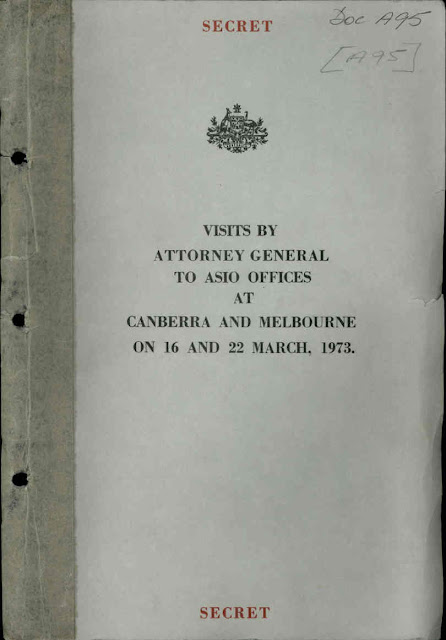 SECRET
Doc A95
[A95]
VISITS BY
ATTORNEY GENERAL
TO ASIO OFFICES
AT
CANBERRA AND MELBOURNE
ON 16 AND 22 MARCH, 1973.
SECRET